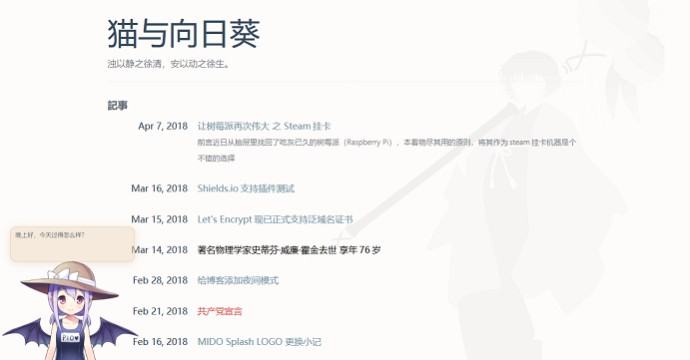 猫与向日葵
浊以静之徐清，安以动之徐生。
記事
Apr 7, 2018 让树莓派再次伟大 之 Steam 挂卡
前言近日从抽屉里找回了吃灰已久的树莓派（Raspberry Pi），本着物尽其用的原则，将其作为 steam 挂卡机器是个
不错的选择
Mar 16, 2018 Shields.io 支持插件测试
Mar 15, 2018 Let's Encrypt 现已正式支持泛域名证书
晚上好，今天过得怎么样？
Mar 14, 2018 著名物理学家史蒂芬·威廉·霍金去世 享年 76 岁
Feb 28, 2018 给博客添加夜间模式
Feb 21, 2018 共产党宣言
Feb 16, 2018 MIDO Splash LOGO 更换小记